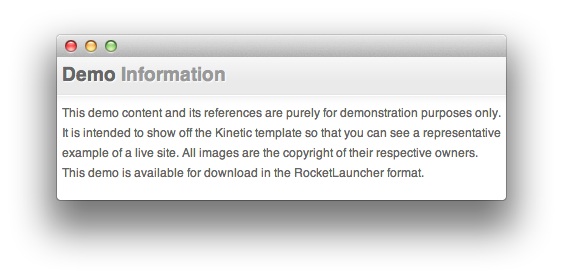 Demo Information
This demo content and its references are purely for demonstration purposes only.
It is intended to show off the Kinetic template so that you can see a representative
example of a live site. All images are the copyright of their respective owners.
This demo is available for download in the RocketLauncher format.